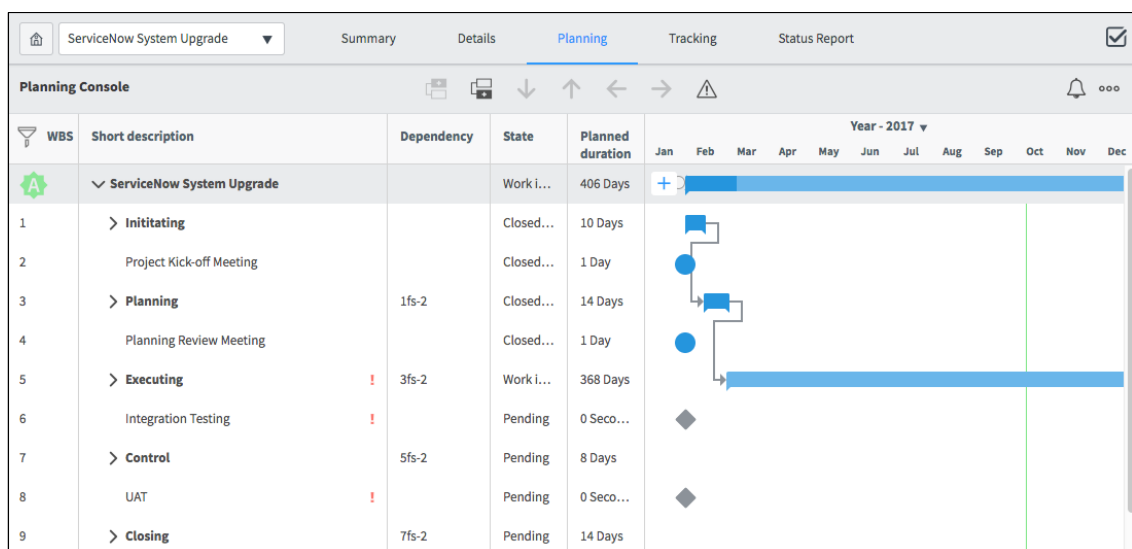 ServiceNow System Upgrade ▼ Summary Details Planning Tracking Status Report
Planning Console
WBS Short description Dependency State Planned duration Year - 2017 ▼
Jan Feb Mar Apr May Jun Jul Aug Sep Oct Nov Dec
A ServiceNow System Upgrade Work i... 406 Days +
1 Inititating Closed... 10 Days
2 Project Kick-off Meeting Closed... 1 Day
3 Planning 1fs-2 Closed... 14 Days
4 Planning Review Meeting Closed... 1 Day
5 Executing ! 3fs-2 Work i... 368 Days
6 Integration Testing ! Pending 0 Seco...
7 Control 5fs-2 Pending 8 Days
8 UAT ! Pending 0 Seco...
9 Closing 7fs-2 Pending 14 Days